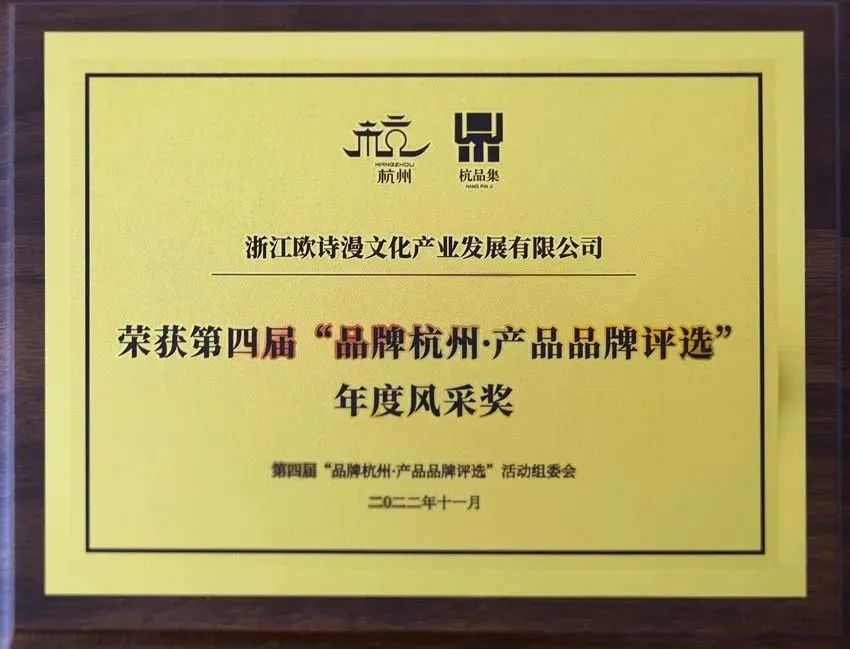 HANGZHOU
杭州
杭品集
HANG PIN JI
浙江欧诗漫文化产业发展有限公司
荣获第四届“品牌杭州·产品品牌评选”
年度风采奖
第四届“品牌杭州·产品品牌评选”活动组委会
二〇二二年十一月